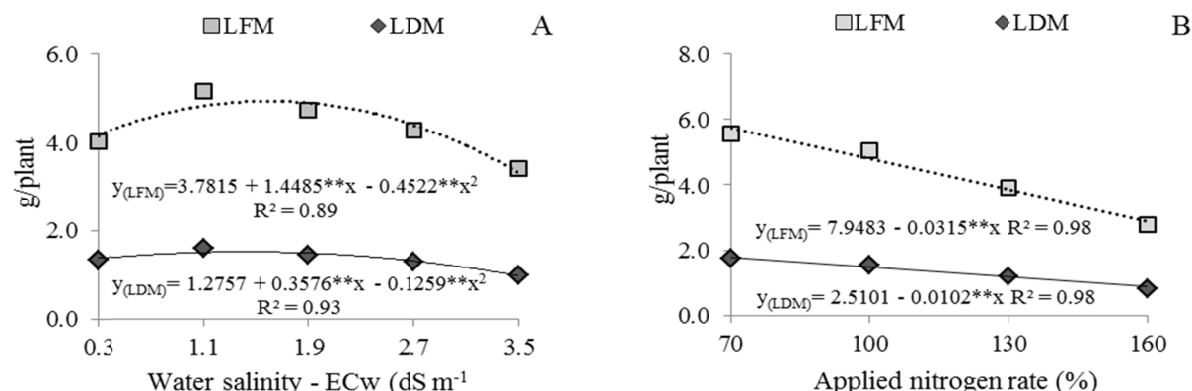 LFM LDM A
6.0
4.0
2.0
0.0
g/plant
y(LFM)=3.7815 + 1.4485**x - 0.4522**x²
R² = 0.89
y(LDM)= 1.2757 + 0.3576**x - 0.1259**x²
R² = 0.93
0.3 1.1 1.9 2.7 3.5
Water salinity - ECw (dS m⁻¹
LFM LDM B
8.0
6.0
4.0
2.0
0.0
g/plant
y(LFM)= 7.9483 - 0.0315**x R² = 0.98
y(LDM)= 2.5101 - 0.0102**x R² = 0.98
70 100 130 160
Applied nitrogen rate (%)